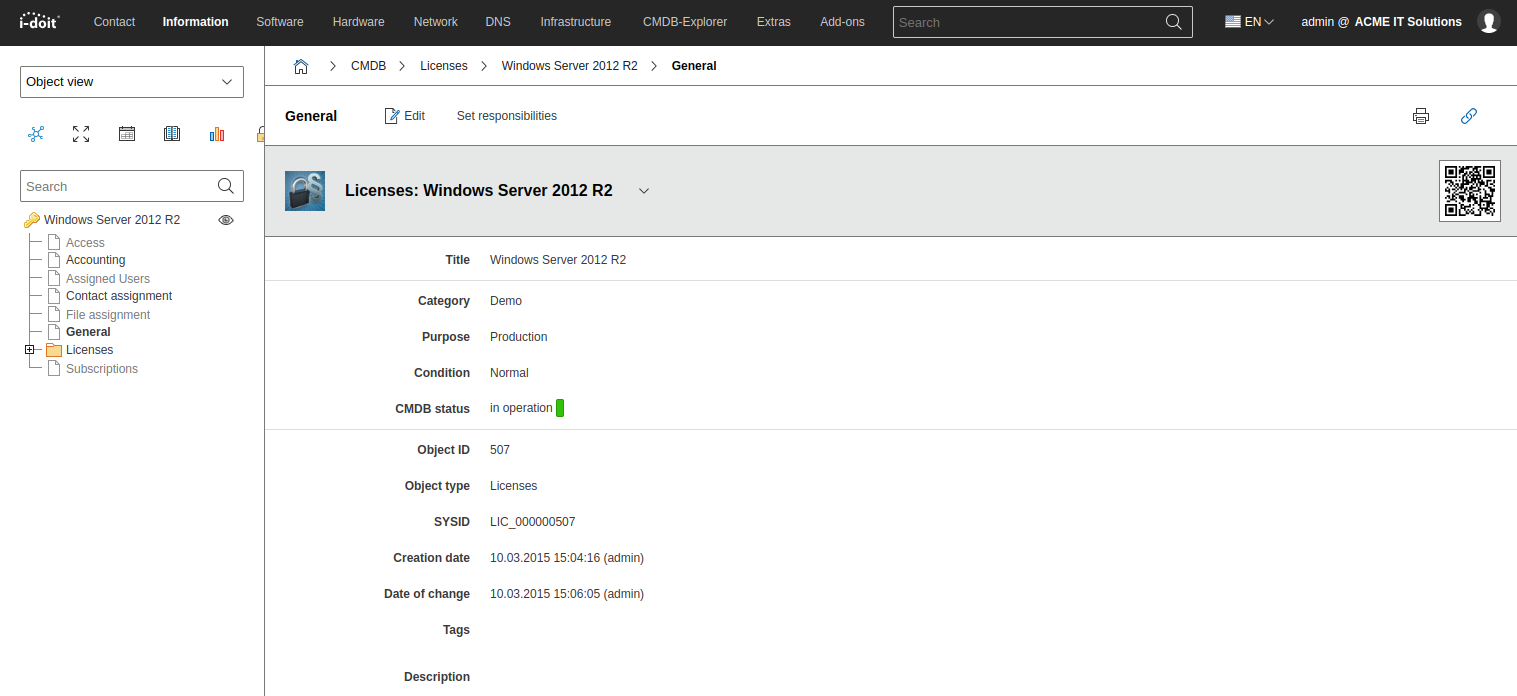 i-doit Contact Information Software Hardware Network DNS Infrastructure CMDB-Explorer Extras Add-ons Search EN admin @ ACME IT Solutions
Object view
CMDB Licenses Windows Server 2012 R2 General
General Edit Set responsibilities
Search
Windows Server 2012 R2
Access
Accounting
Assigned Users
Contact assignment
File assignment
General
Licenses
Subscriptions
Licenses: Windows Server 2012 R2
Title Windows Server 2012 R2
Category Demo
Purpose Production
Condition Normal
CMDB status in operation
Object ID 507
Object type Licenses
SYSID LIC_000000507
Creation date 10.03.2015 15:04:16 (admin)
Date of change 10.03.2015 15:06:05 (admin)
Tags
Description